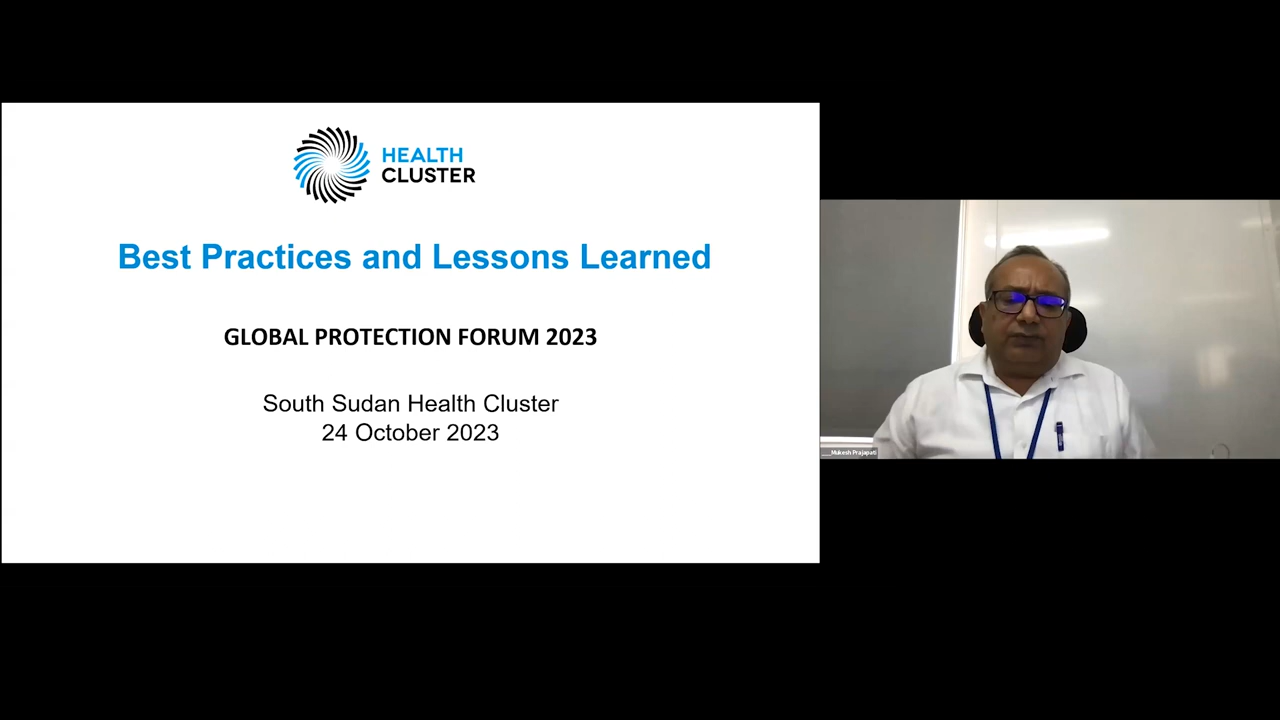 HEALTH
CLUSTER
Best Practices and Lessons Learned
GLOBAL PROTECTION FORUM 2023
South Sudan Health Cluster
24 October 2023
___Mukesh Prajapati